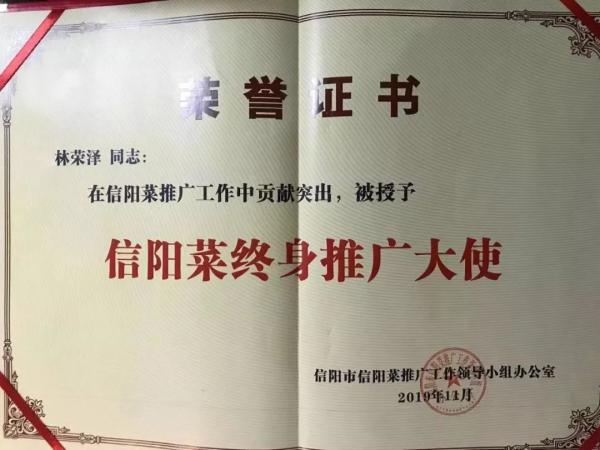 荣誉证书
林荣泽 同志：
在信阳菜推广工作中贡献突出，被授予
信阳菜终身推广大使
信阳市信阳菜推广工作领导小组办公室
2019年11月